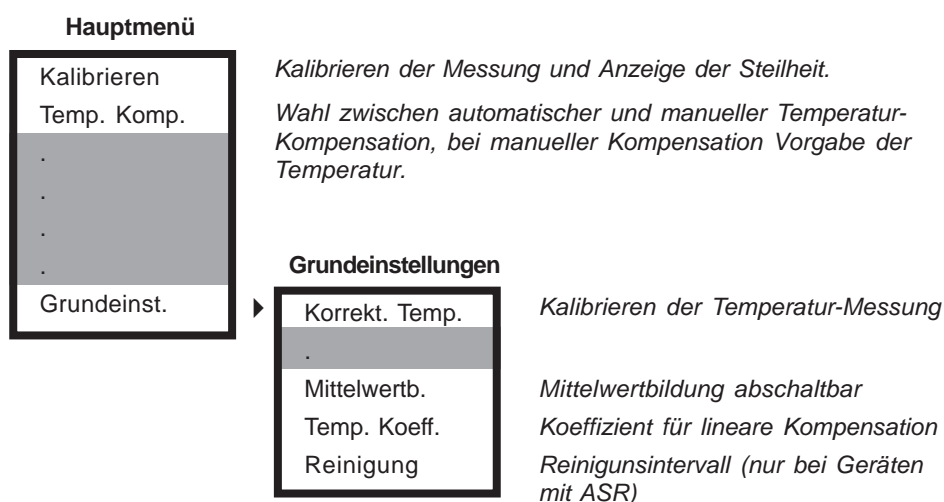 Hauptmenü
Kalibrieren
Kalibrieren der Messung und Anzeige der Steilheit.
Temp. Komp.
Wahl zwischen automatischer und manueller Temperatur-
Kompensation, bei manueller Kompensation Vorgabe der
Temperatur.
.
.
.
.
Grundeinst.
Grundeinstellungen
Korrekt. Temp.
Kalibrieren der Temperatur-Messung
.
Mittelwertb.
Mittelwertbildung abschaltbar
Temp. Koeff.
Koeffizient für lineare Kompensation
Reinigung
Reinigunsintervall (nur bei Geräten
mit ASR)